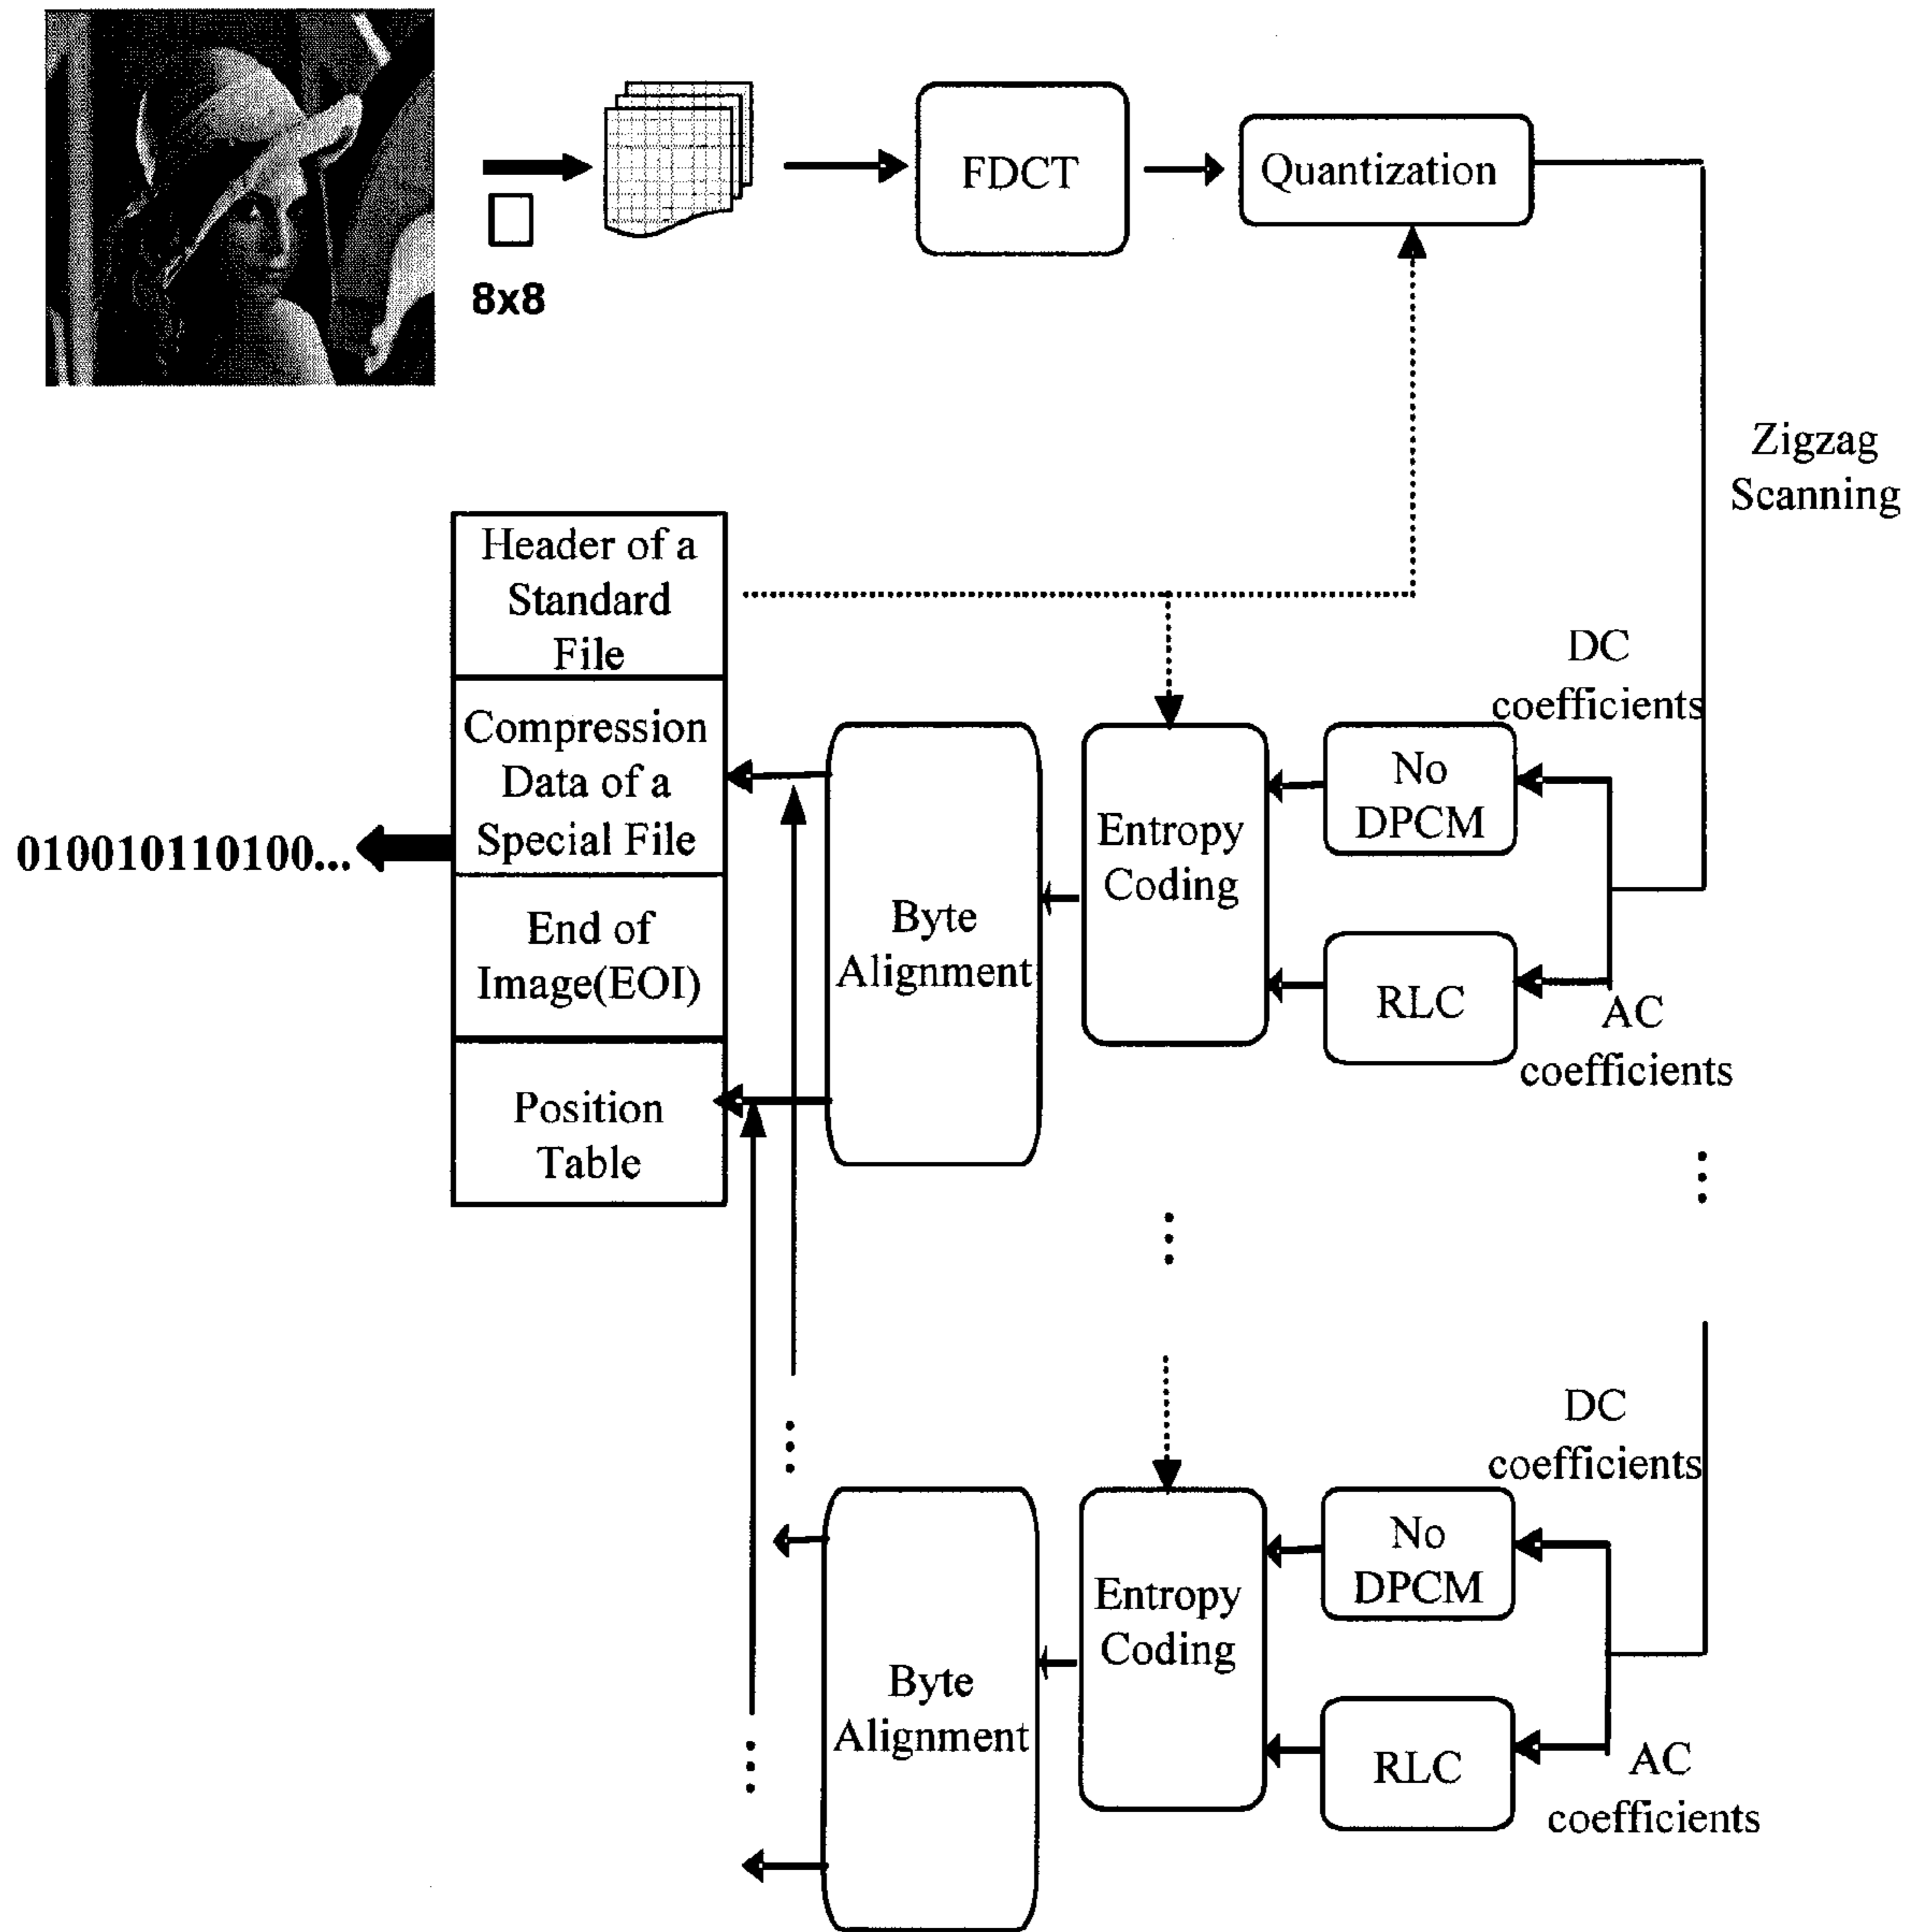 8x8
FDCT
Quantization
Zigzag
Scanning
Header of a
Standard
File
Compression
Data of a
Special File
End of
Image(EOI)
Position
Table
010010110100...
Byte
Alignment
Entropy
Coding
DC
coefficients
No
DPCM
RLC
AC
coefficients
Byte
Alignment
Entropy
Coding
DC
coefficients
No
DPCM
RLC
AC
coefficients